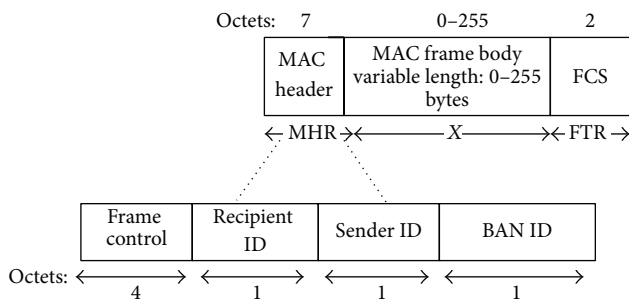 Octets: 7 0–255 2
MAC header
MAC frame body variable length: 0–255 bytes
FCS
MHR X FTR
Frame control
Recipient ID
Sender ID
BAN ID
Octets: 4 1 1 1